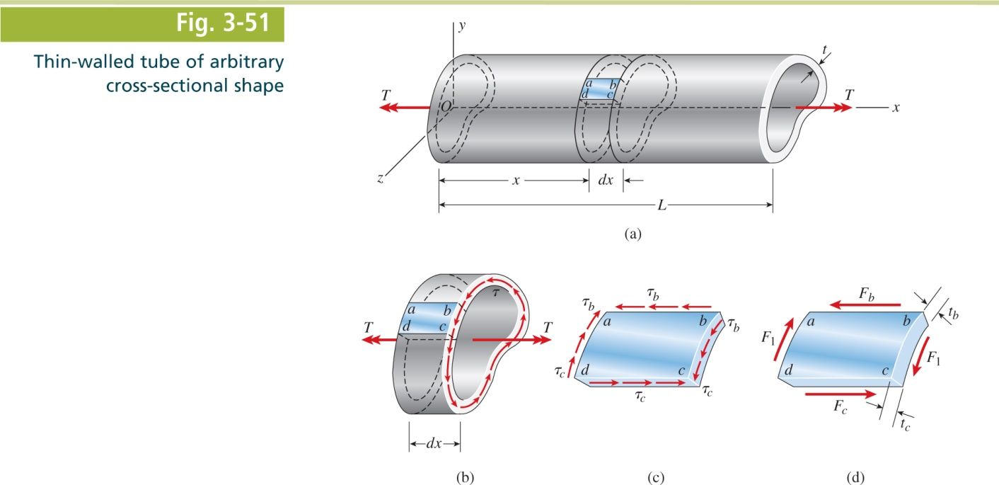 Fig. 3-51
Thin-walled tube of arbitrary
cross-sectional shape
y
t
a b
d c
T
O
T
x
z
x
dx
L
(a)
τ
a b
d c
T
T
dx
(b)
τb
τb
a b
τb
τc
d c
τc
τc
(c)
Fb
tb
a b
F1
F1
d c
Fc
tc
(d)